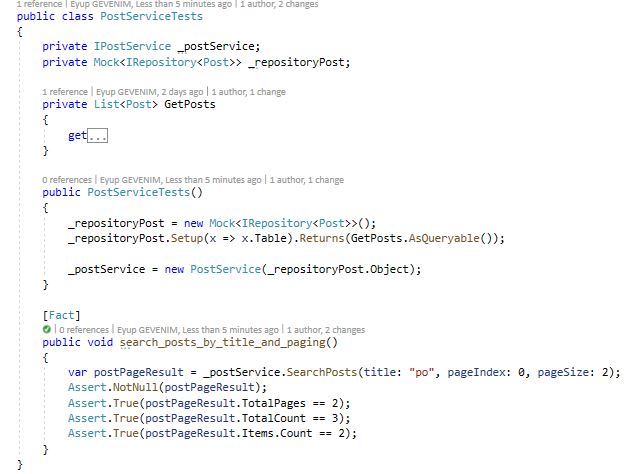 1 reference | Eyup GEVENIM, Less than 5 minutes ago | 1 author, 2 changes
public class PostServiceTests
{
private IPostService _postService;
private Mock<IRepository<Post>> _repositoryPost;
1 reference | Eyup GEVENIM, 2 days ago | 1 author, 1 change
private List<Post> GetPosts
{
get...
}
0 references | Eyup GEVENIM, Less than 5 minutes ago | 1 author, 1 change
public PostServiceTests()
{
_repositoryPost = new Mock<IRepository<Post>>();
_repositoryPost.Setup(x => x.Table).Returns(GetPosts.AsQueryable());
_postService = new PostService(_repositoryPost.Object);
}
[Fact]
| 0 references | Eyup GEVENIM, Less than 5 minutes ago | 1 author, 2 changes
public void search_posts_by_title_and_paging()
{
var postPageResult = _postService.SearchPosts(title: "po", pageIndex: 0, pageSize: 2);
Assert.NotNull(postPageResult);
Assert.True(postPageResult.TotalPages == 2);
Assert.True(postPageResult.TotalCount == 3);
Assert.True(postPageResult.Items.Count == 2);
}
}